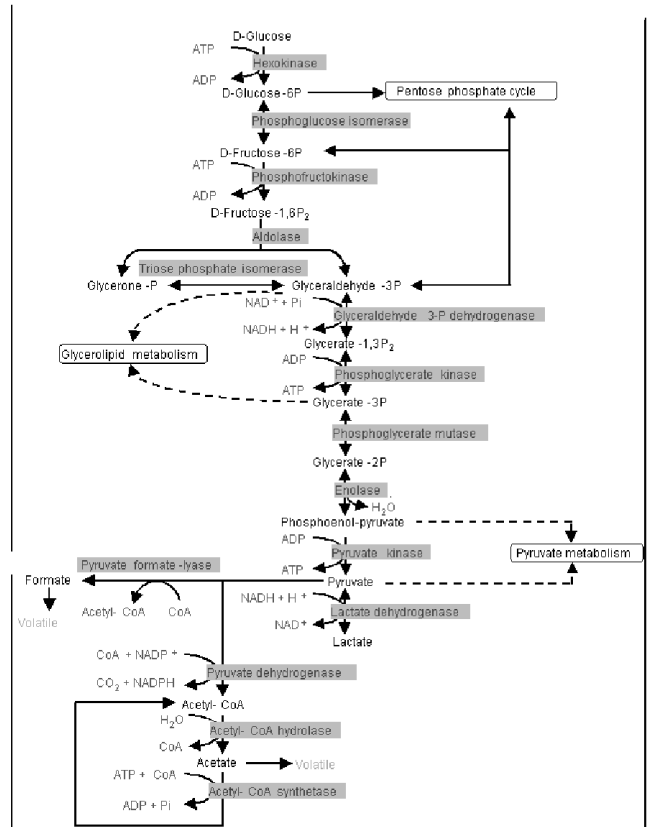 D-Glucose
ATP
Hexokinase
ADP
D-Glucose -6P
Pentose phosphate cycle
Phosphoglucose isomerase
D-Fructose -6P
ATP
Phosphofructokinase
ADP
D-Fructose -1,6P₂
Aldolase
Triose phosphate isomerase
Glycerone -P
Glyceraldehyde -3P
NAD⁺ + Pi
Glyceraldehyde 3-P dehydrogenase
NADH + H⁺
Glycerate -1,3P₂
Glycerolipid metabolism
ADP
Phosphoglycerate kinase
ATP
Glycerate -3P
Phosphoglycerate mutase
Glycerate -2P
Enolase
H₂O
Phosphoenol-pyruvate
ADP
Pyruvate kinase
Pyruvate metabolism
ATP
Pyruvate formate -lyase
Formate
Pyruvate
Acetyl- CoA
CoA
NADH + H⁺
Lactate dehydrogenase
Volatile
NAD⁺
Lactate
CoA + NADP⁺
Pyruvate dehydrogenase
CO₂ + NADPH
Acetyl- CoA
H₂O
Acetyl- CoA hydrolase
CoA
Acetate
Volatile
ATP + CoA
Acetyl- CoA synthetase
ADP + Pi